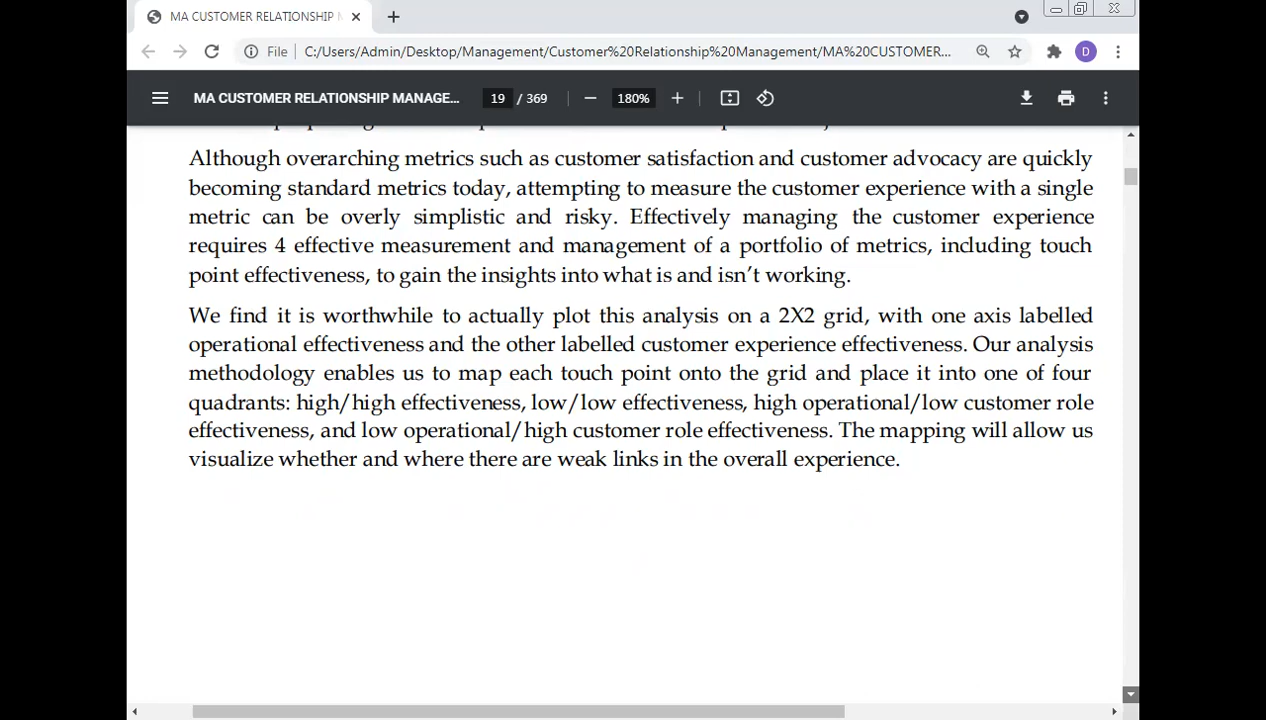 MA CUSTOMER RELATIONSHIP M
File C:/Users/Admin/Desktop/Management/Customer%20Relationship%20Management/MA%20CUSTOMER... D
MA CUSTOMER RELATIONSHIP MANAGE... 19 / 369 180%
Although overarching metrics such as customer satisfaction and customer advocacy are quickly
becoming standard metrics today, attempting to measure the customer experience with a single
metric can be overly simplistic and risky. Effectively managing the customer experience
requires 4 effective measurement and management of a portfolio of metrics, including touch
point effectiveness, to gain the insights into what is and isn't working.
We find it is worthwhile to actually plot this analysis on a 2X2 grid, with one axis labelled
operational effectiveness and the other labelled customer experience effectiveness. Our analysis
methodology enables us to map each touch point onto the grid and place it into one of four
quadrants: high/high effectiveness, low/low effectiveness, high operational/low customer role
effectiveness, and low operational/high customer role effectiveness. The mapping will allow us
visualize whether and where there are weak links in the overall experience.